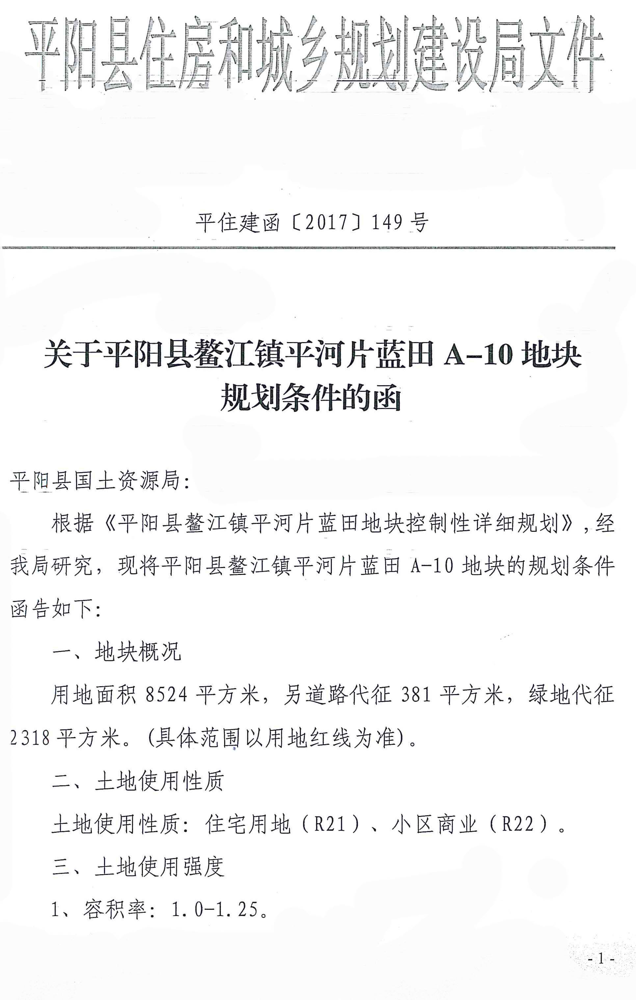 平阳县住房和城乡规划建设局文件
平住建函〔2017〕149 号
关于平阳县鳌江镇平河片蓝田 A-10 地块
规划条件的函
平阳县国土资源局：
根据《平阳县鳌江镇平河片蓝田地块控制性详细规划》,经
我局研究，现将平阳县鳌江镇平河片蓝田 A-10 地块的规划条件
函告如下：
一、地块概况
用地面积 8524 平方米，另道路代征 381 平方米，绿地代征
2318 平方米。(具体范围以用地红线为准)。
二、土地使用性质
土地使用性质：住宅用地（R21）、小区商业（R22）。
三、土地使用强度
1、容积率：1.0-1.25。
- 1 -